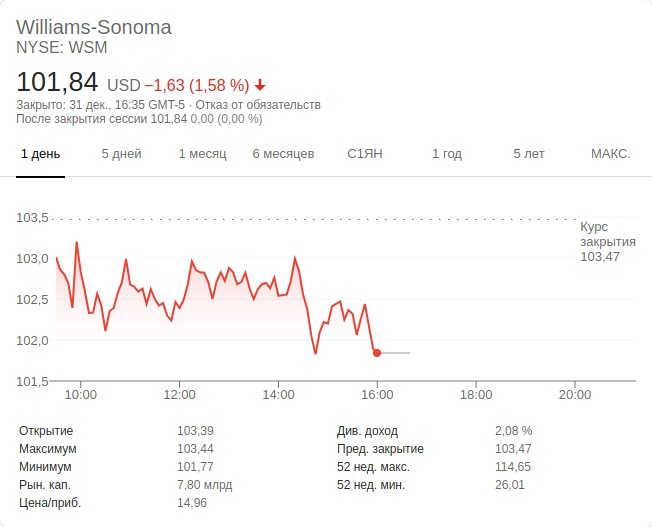 Williams-Sonoma
NYSE: WSM
101,84 USD −1,63 (1,58 %)
Закрыто: 31 дек., 16:35 GMT-5 · Отказ от обязательств
После закрытия сессии 101,84 0,00 (0,00 %)
1 день 5 дней 1 месяц 6 месяцев С1ЯН 1 год 5 лет МАКС.
103,5
Курс
закрытия
103,47
103,0
102,5
102,0
101,5
10:00 12:00 14:00 16:00 18:00 20:00
Открытие 103,39 Див. доход 2,08 %
Максимум 103,44 Пред. закрытие 103,47
Минимум 101,77 52 нед. макс. 114,65
Рын. кап. 7,80 млрд 52 нед. мин. 26,01
Цена/приб. 14,96